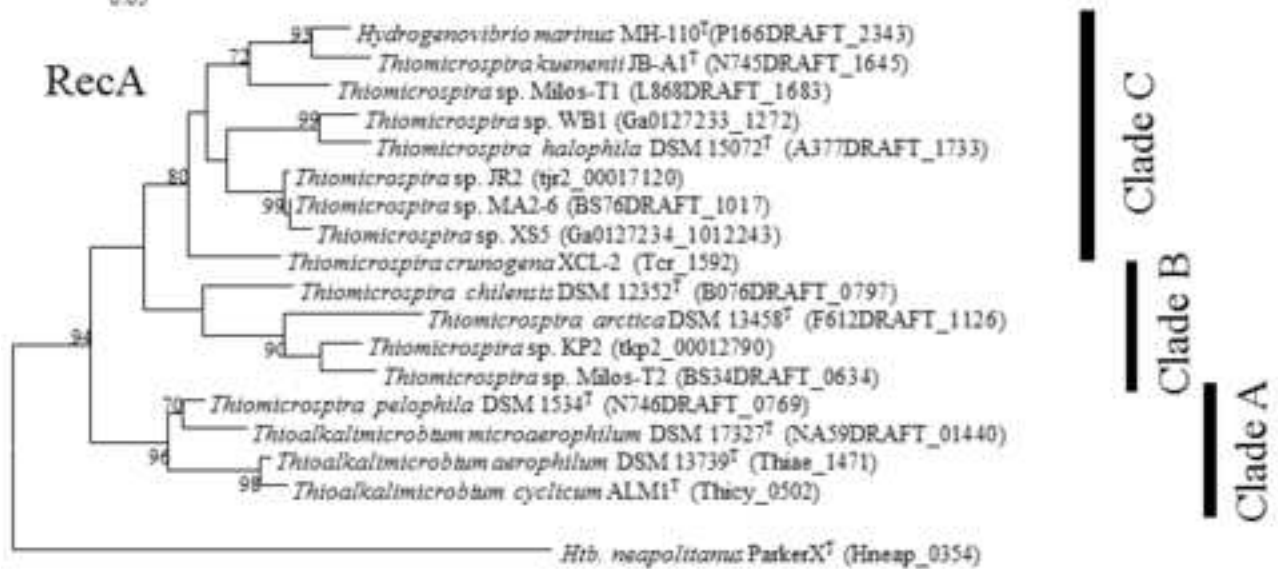 RecA
93
Hydrogenovibrio marinus MH-110ᵀ(P166DRAFT_2343)
72
Thiomicrospira kuenenii JB-A1ᵀ (N745DRAFT_1645)
Thiomicrospira sp. Milos-T1 (L868DRAFT_1683)
99
Thiomicrospira sp. WB1 (Ga0127233_1272)
Thiomicrospira halophila DSM 15072ᵀ (A377DRAFT_1733)
80
Thiomicrospira sp. JR2 (tjr2_00017120)
99
Thiomicrospira sp. MA2-6 (BS76DRAFT_1017)
Thiomicrospira sp. XS5 (Ga0127234_1012243)
Thiomicrospira crunogena XCL-2 (Tcr_1592)
Clade C
Thiomicrospira chilensis DSM 12352ᵀ (B076DRAFT_0797)
Thiomicrospira arctica DSM 13458ᵀ (F612DRAFT_1126)
90
Thiomicrospira sp. KP2 (tkp2_00012790)
Thiomicrospira sp. Milos-T2 (BS34DRAFT_0634)
Clade B
70
Thiomicrospira pelophila DSM 1534ᵀ (N746DRAFT_0769)
Thioalkalimicrobium microaerophilum DSM 17327ᵀ (NA59DRAFT_01440)
96
Thioalkalimicrobium aerophilum DSM 13739ᵀ (Thiae_1471)
98
Thioalkalimicrobium cyclicum ALM1ᵀ (Thicy_0502)
Clade A
Htb. neapolitanus ParkerXᵀ (Hneap_0354)